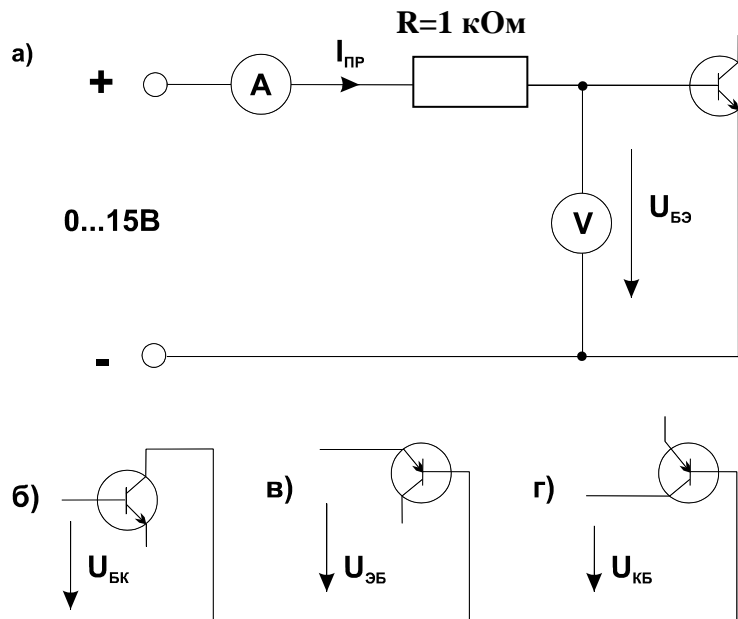 R=1 кОм
а)
IПР
+
A
0...15В
V
UБЭ
-
б)
UБК
в)
UЭБ
г)
UКБ